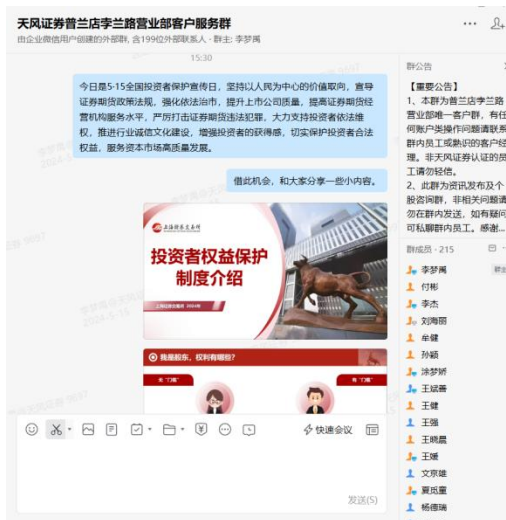 天风证券普兰店孛兰路营业部客户服务群
由企业微信用户创建的外部群, 含199位外部联系人 · 群主: 李梦禹
15:30
今日是5·15全国投资者保护宣传日，坚持以人民为中心的价值取向，宣导
证券期货政策法规，强化依法治市，提升上市公司质量，提高证券期货经
营机构服务水平，严厉打击证券期货违法犯罪，大力支持投资者依法维
权，推进行业诚信文化建设，增强投资者的获得感，切实保护投资者合法
权益，服务资本市场高质量发展。
借此机会，和大家分享一些小内容。
上海证券交易所
投资者权益保护
制度介绍
我是股东，权利有哪些?
无“门槛”
有“门槛”
快速会议
发送(S)
群公告
【重要公告】
1、本群为普兰店孛兰路
营业部唯一客户群，有任
何账户类操作问题请联系
群内员工或熟识的客户经
理。非天风证券认证的员
工请勿轻信。
2、此群为资讯发布及个
股咨询群，非相关问题请
勿在群内发送，如有疑问
可私聊群内员工。感谢...
群成员 · 215
李梦禹
付彬
李杰
刘海丽
牟健
孙颖
涂梦娇
王斌善
王健
王强
王晓晨
王媛
文京雄
夏凪童
杨德瑞